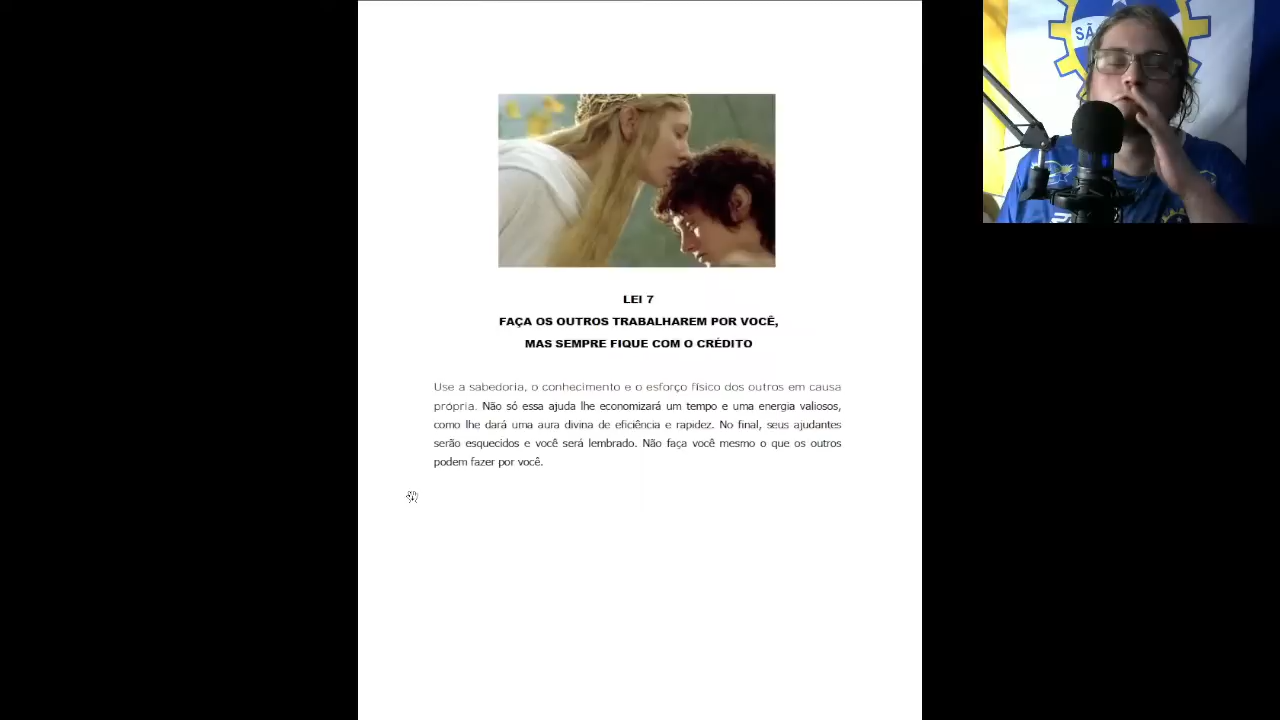 SÃ
LEI 7
FAÇA OS OUTROS TRABALHAREM POR VOCÊ,
MAS SEMPRE FIQUE COM O CRÉDITO
Use a sabedoria, o conhecimento e o esforço físico dos outros em causa
própria. Não só essa ajuda lhe economizará um tempo e uma energia valiosos,
como lhe dará uma aura divina de eficiência e rapidez. No final, seus ajudantes
serão esquecidos e você será lembrado. Não faça você mesmo o que os outros
podem fazer por você.